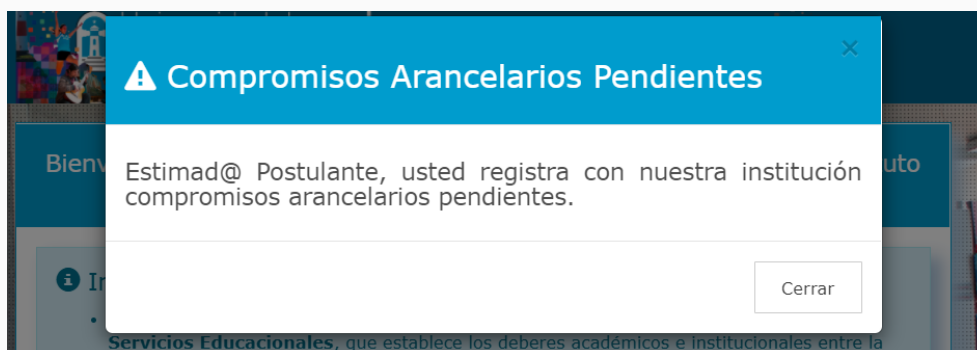 Compromisos Arancelarios Pendientes
×
Bienv
uto
Estimad@ Postulante, usted registra con nuestra institución
compromisos arancelarios pendientes.
Cerrar
Servicios Educacionales, que establece los deberes académicos e institucionales entre la